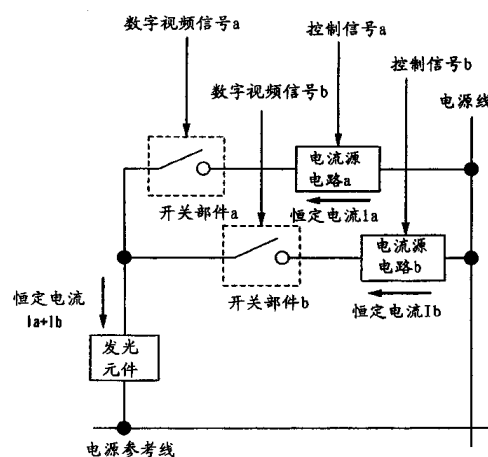 数字视频信号a
控制信号a
数字视频信号b
控制信号b
电源线
电流源
电路a
开关部件a
恒定电流Ia
电流源
电路b
开关部件b
恒定电流Ib
恒定电流
Ia+Ib
发光
元件
电源参考线